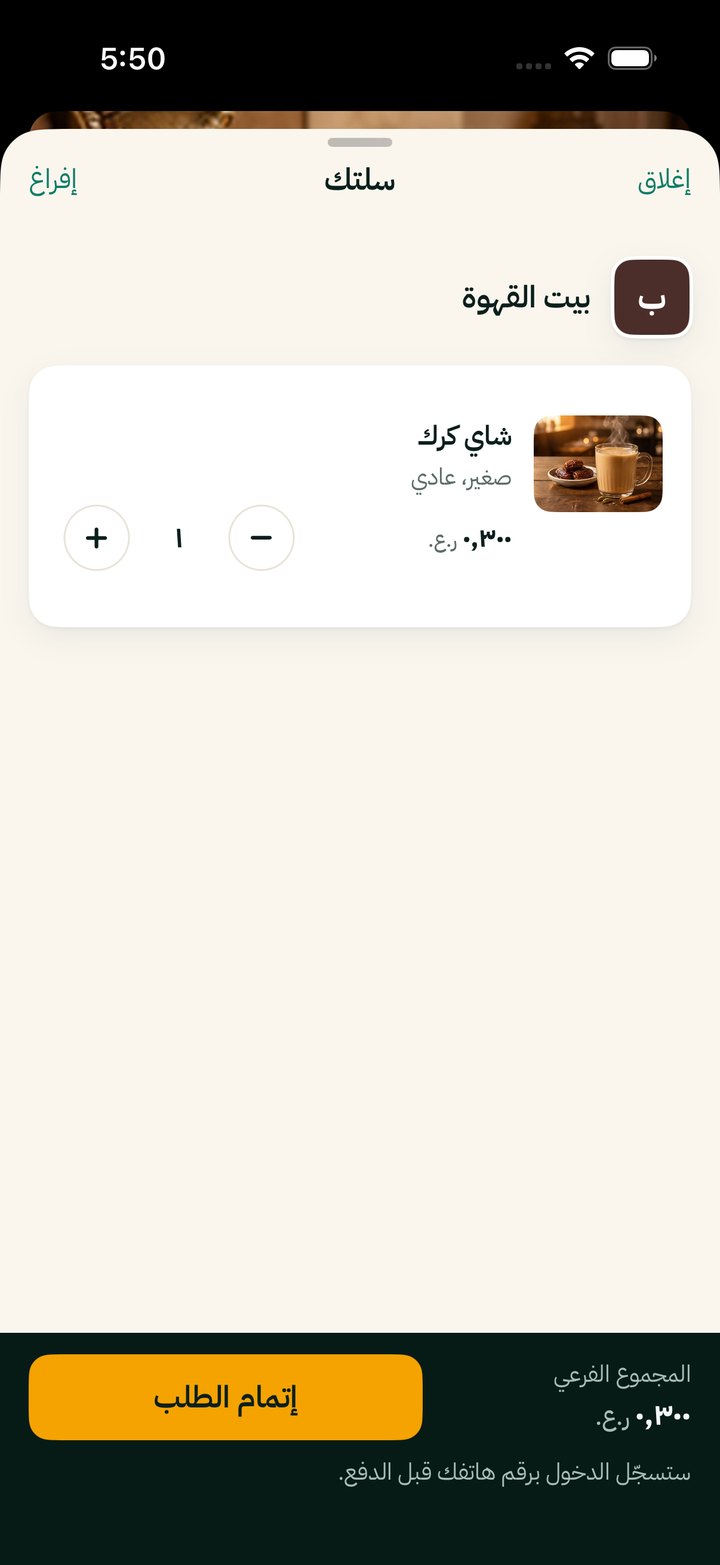 5:50
إغلاق
سلتك
إفراغ
ب
بيت القهوة
شاي كرك
صغير، عادي
٠,٣٠٠ ر.ع.
١
المجموع الفرعي
٠,٣٠٠ ر.ع.
إتمام الطلب
ستسجّل الدخول برقم هاتفك قبل الدفع.